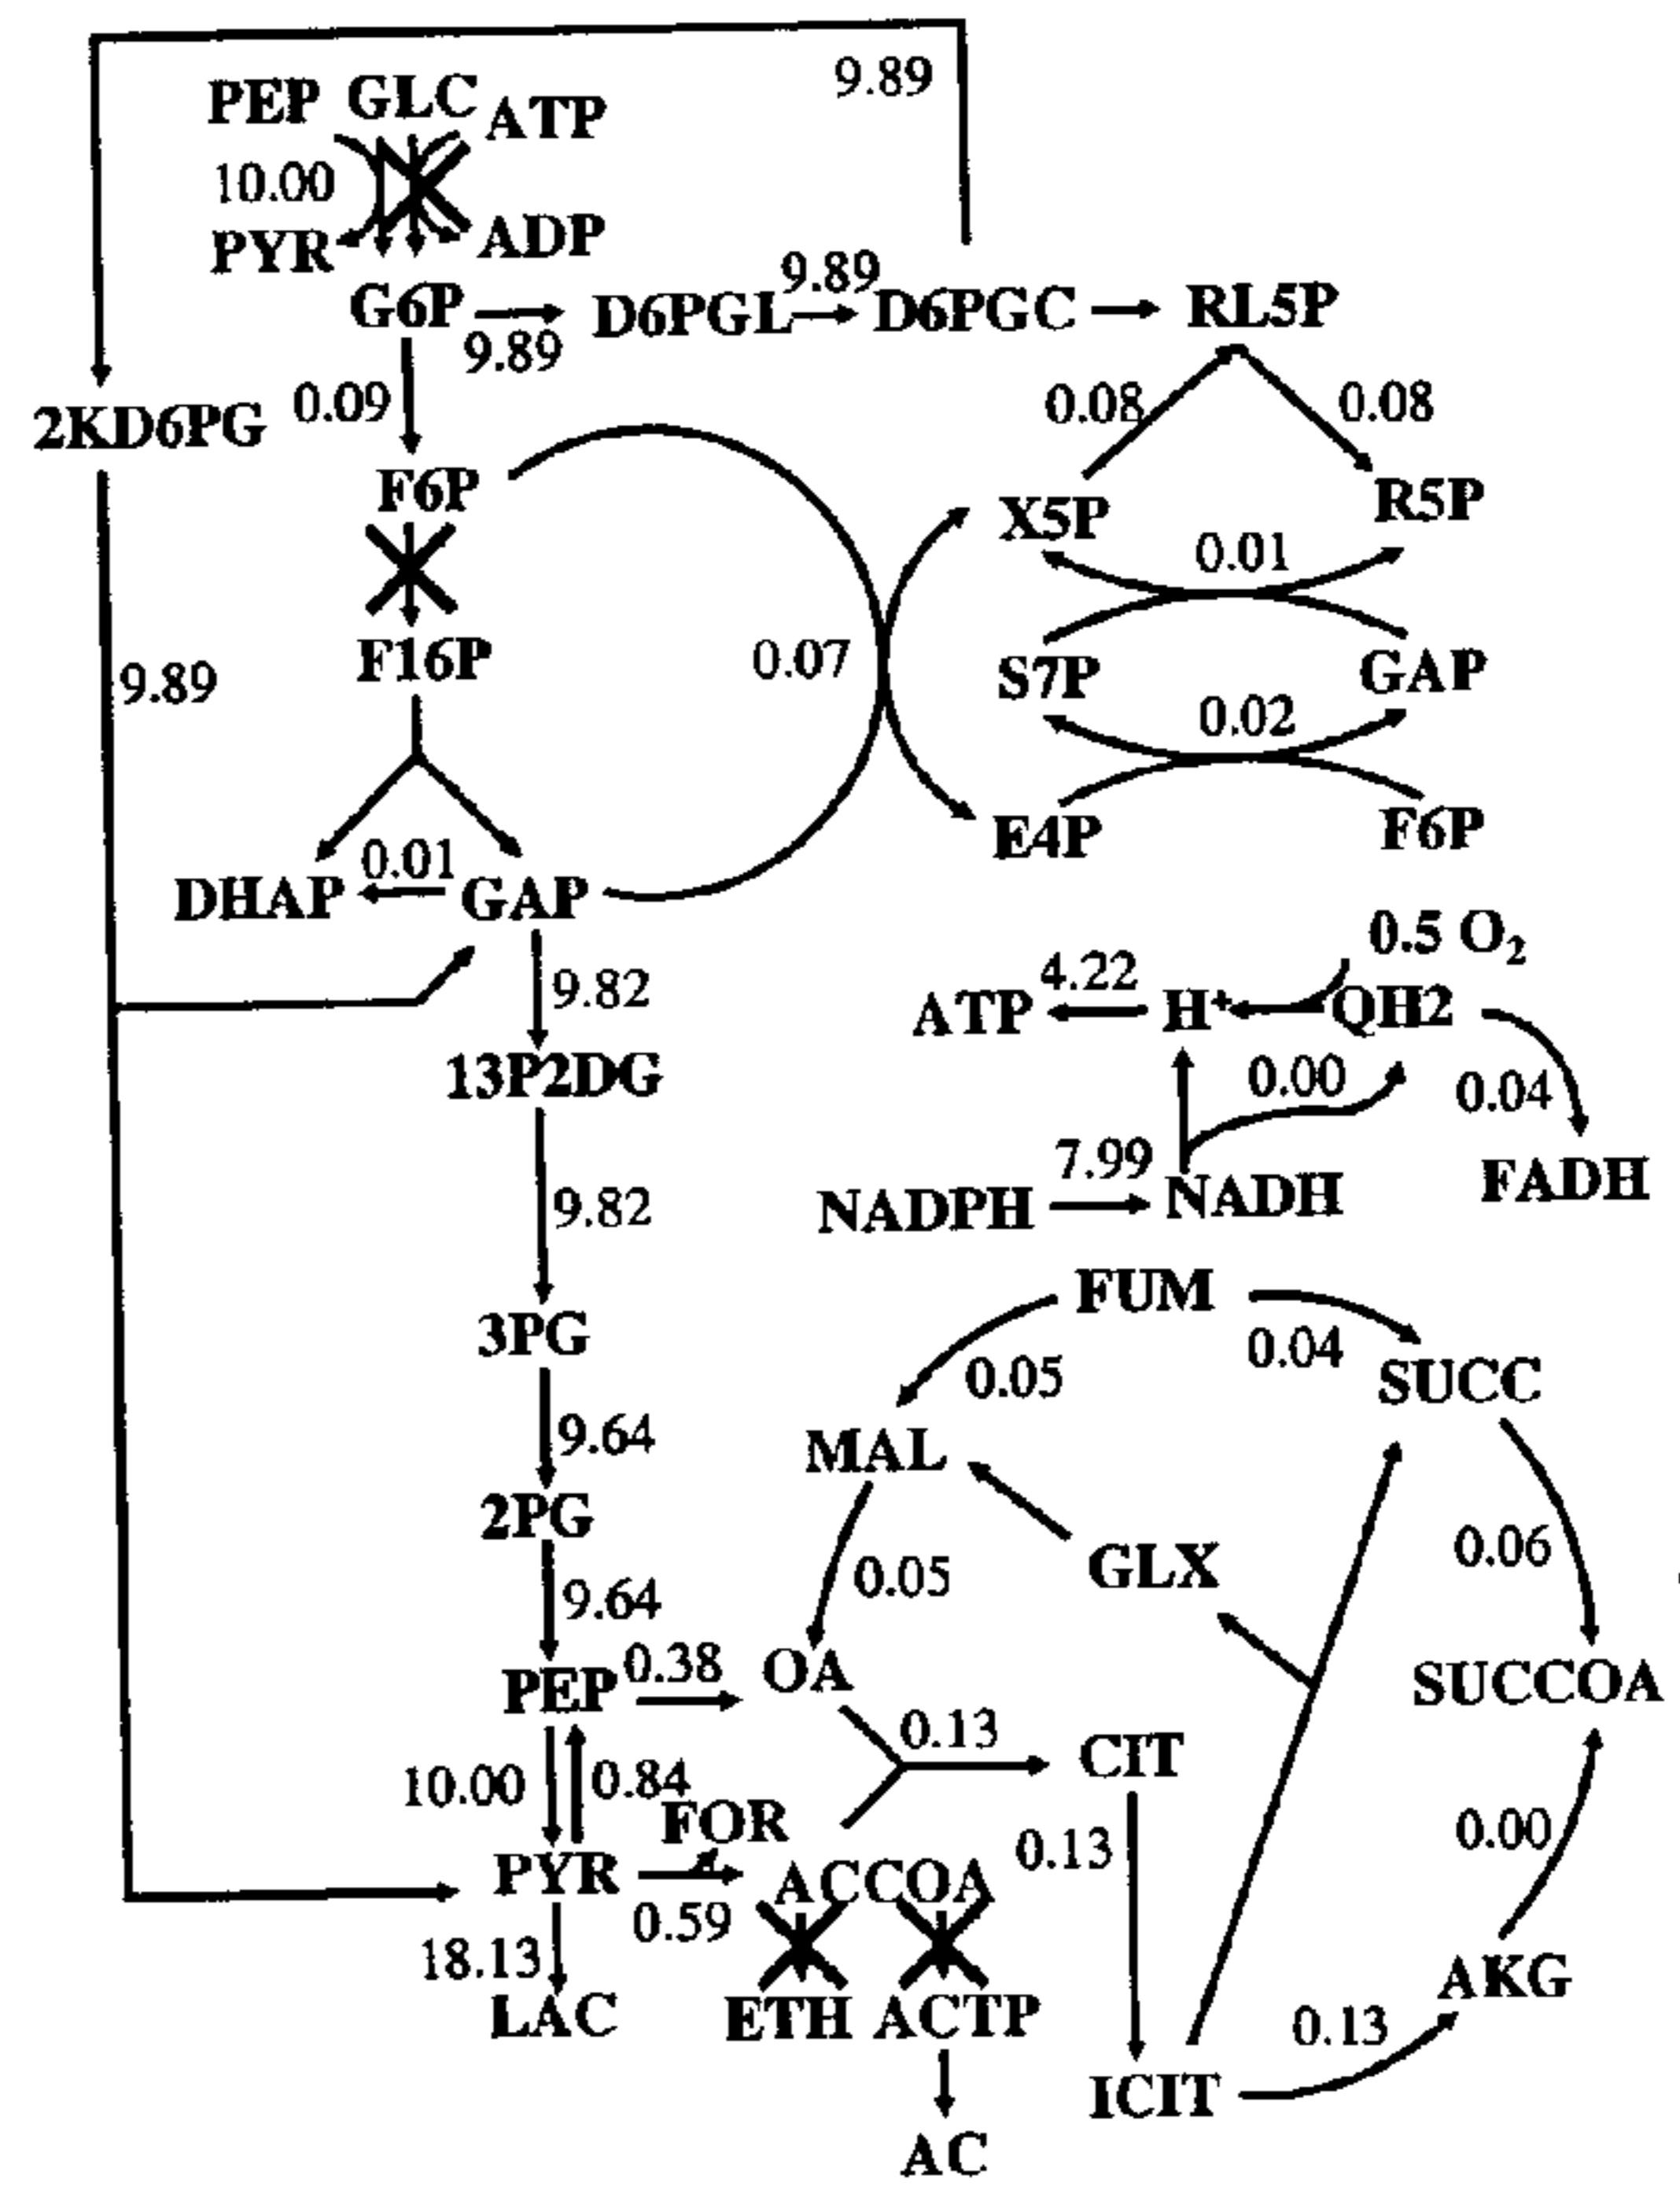 9.89
PEP GLC ATP
10.00
PYR ADP
G6P 9.89 D6PGL 9.89 D6PGC RL5P
0.09
2KD6PG
0.08 0.08
F6P
X5P R5P
0.01
F16P
9.89
0.07
S7P GAP
0.02
E4P F6P
0.01
DHAP GAP
0.5 O₂
ATP 4.22 H⁺ QH2
9.82
0.00 0.04
13P2DG
NADPH 7.99 NADH FADH
9.82
FUM
0.05 0.04
3PG
SUCC
9.64
MAL
2PG
0.05 GLX 0.06
9.64
PEP 0.38 OA SUCCOA
0.13 CIT
10.00 0.84
FOR
0.13 0.00
PYR 0.59 ACCOA
18.13
LAC ETH ACTP
AKG
0.13
ICIT
AC